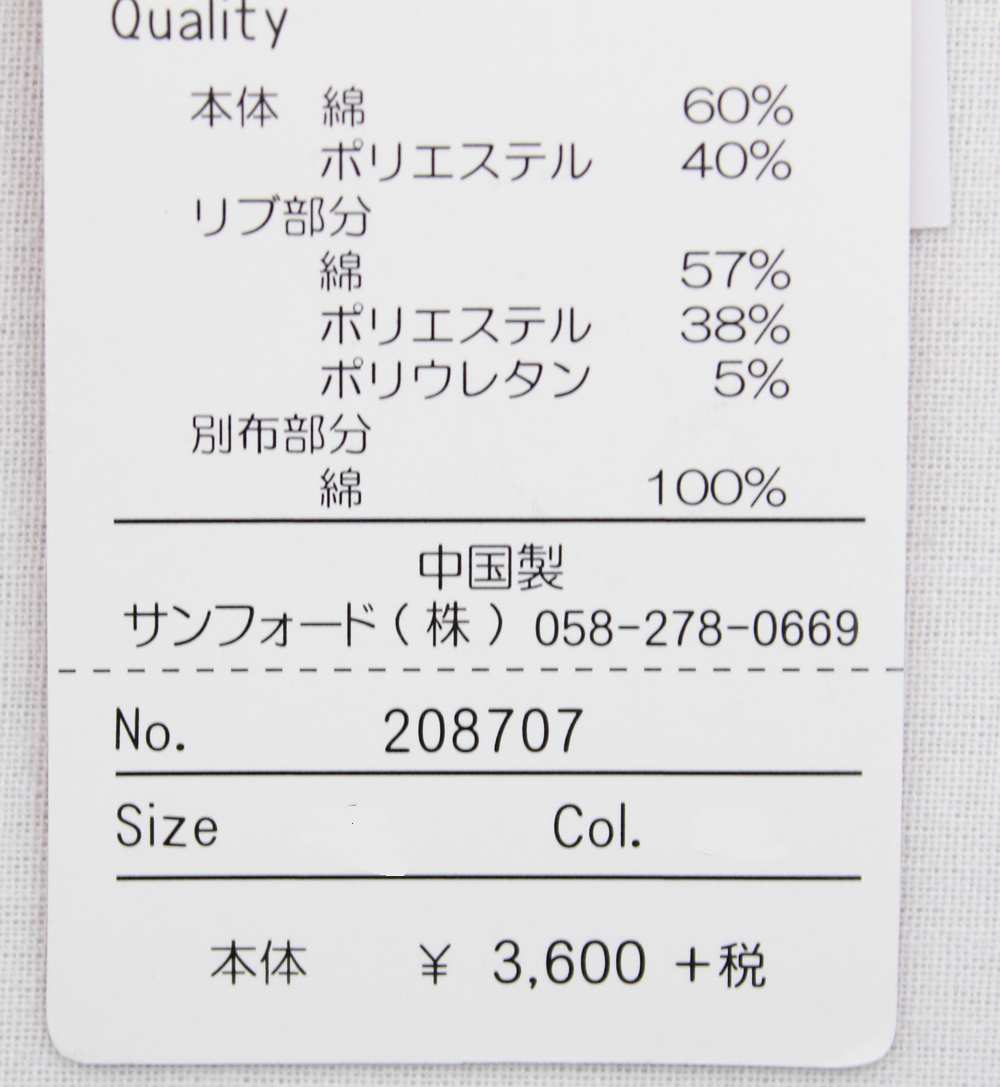 Quality
本体 綿 60%
ポリエステル 40%
リブ部分
綿 57%
ポリエステル 38%
ポリウレタン 5%
別布部分
綿 100%
中国製
サンフォード(株) 058-278-0669
No. 208707
Size Col.
本体 ¥ 3,600 +税